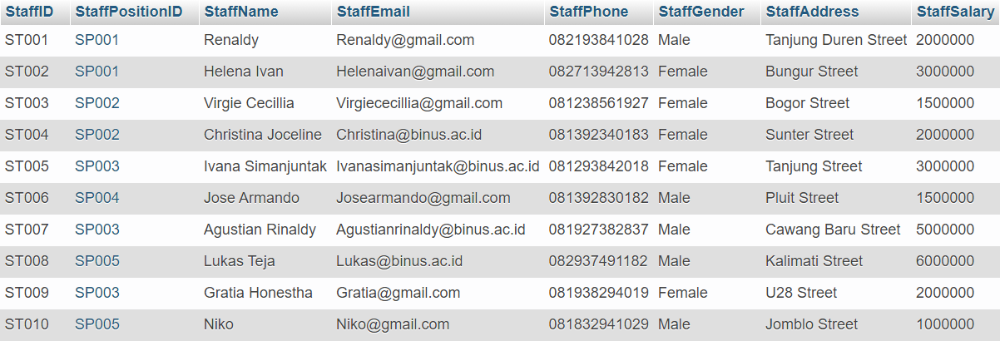 StaffID StaffPositionID StaffName StaffEmail StaffPhone StaffGender StaffAddress StaffSalary
ST001 SP001 Renaldy Renaldy@gmail.com 082193841028 Male Tanjung Duren Street 2000000
ST002 SP001 Helena Ivan Helenaivan@gmail.com 082713942813 Female Bungur Street 3000000
ST003 SP002 Virgie Cecillia Virgiececillia@gmail.com 081238561927 Female Bogor Street 1500000
ST004 SP002 Christina Joceline Christina@binus.ac.id 081392340183 Female Sunter Street 2000000
ST005 SP003 Ivana Simanjuntak Ivanasimanjuntak@binus.ac.id 081293842018 Female Tanjung Street 3000000
ST006 SP004 Jose Armando Josearmando@gmail.com 081392830182 Male Pluit Street 1500000
ST007 SP003 Agustian Rinaldy Agustianrinaldy@binus.ac.id 081927382837 Male Cawang Baru Street 5000000
ST008 SP005 Lukas Teja Lukas@binus.ac.id 082937491182 Male Kalimati Street 6000000
ST009 SP003 Gratia Honestha Gratia@gmail.com 081938294019 Female U28 Street 2000000
ST010 SP005 Niko Niko@gmail.com 081832941029 Male Jomblo Street 1000000